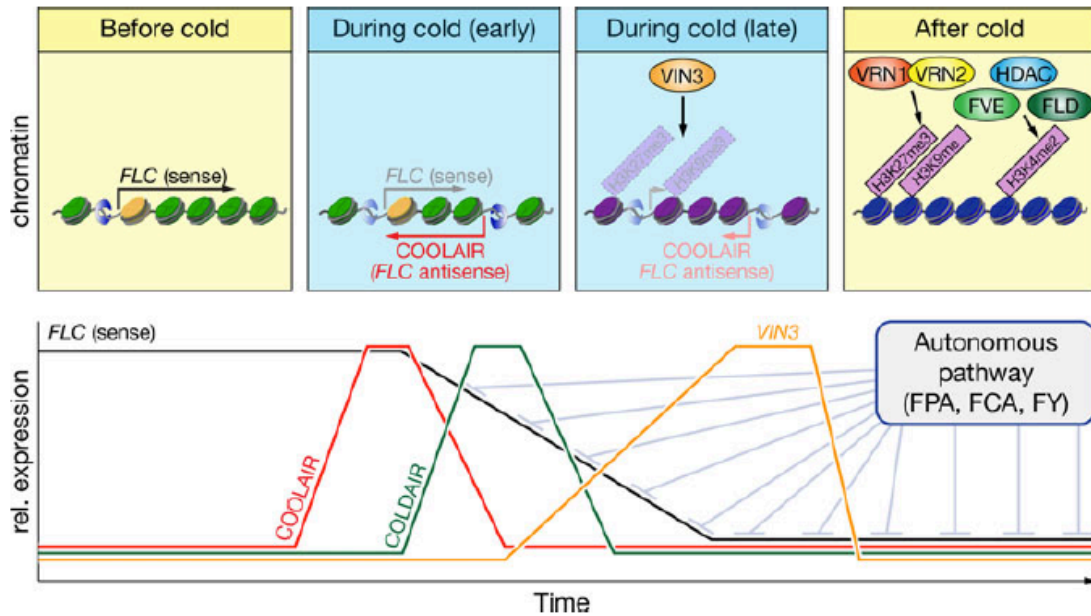 Before cold
During cold (early)
During cold (late)
After cold
chromatin
FLC (sense)
FLC (sense)
COOLAIR
(FLC antisense)
VIN3
H3K27me3
H3K9me2
COOLAIR
FLC antisense)
VRN1
VRN2
HDAC
FVE
FLD
H3K27me3
H3K9me
H3K4me2
rel. expression
FLC (sense)
COOLAIR
COLDAIR
VIN3
Autonomous
pathway
(FPA, FCA, FY)
Time